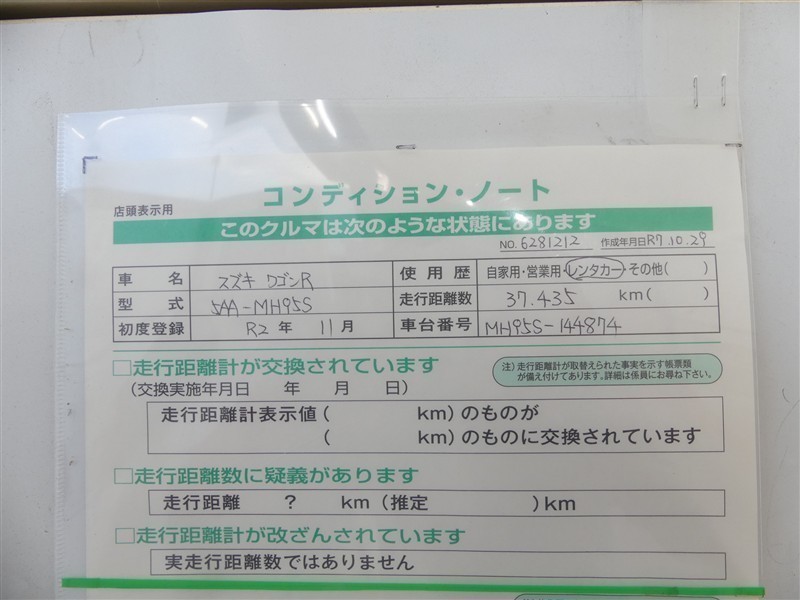 コンディション・ノート
店頭表示用
このクルマは次のような状態にあります
NO. 6281212 作成年月日R7.10.29
車名 スズキ ワゴンR 使用歴 自家用・営業用・レンタカー・その他( )
型式 5AA-MH95S 走行距離数 37.435 km( )
初度登録 R2年 11月 車台番号 MH95S-144874
□走行距離計が交換されています
(交換実施年月日 年 月 日)
注)走行距離計が取替えられた事実を示す帳票類
が備え付けてあります。詳細は係員にお尋ね下さい。
走行距離計表示値( km)のものが
( km)のものに交換されています
□走行距離数に疑義があります
走行距離 ? km(推定 )km
□走行距離計が改ざんされています
実走行距離数ではありません